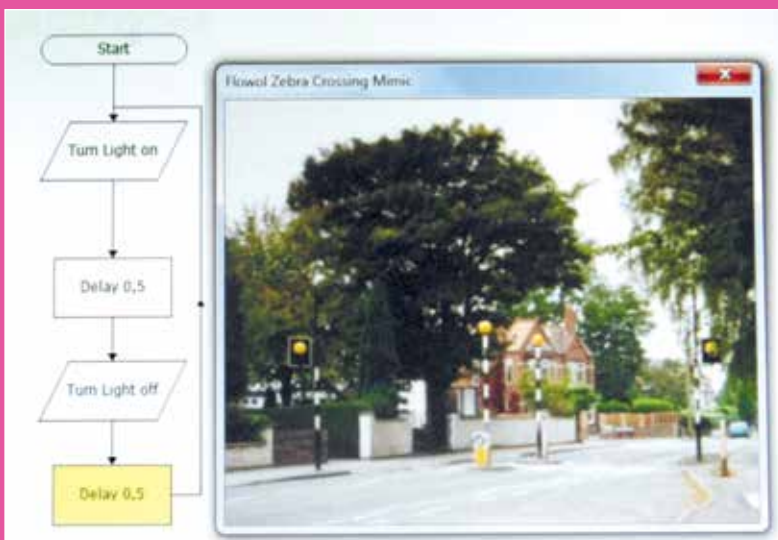 Start
Turn Light on
Delay 0,5
Turn Light off
Delay 0,5
Flowol Zebra Crossing Mimic